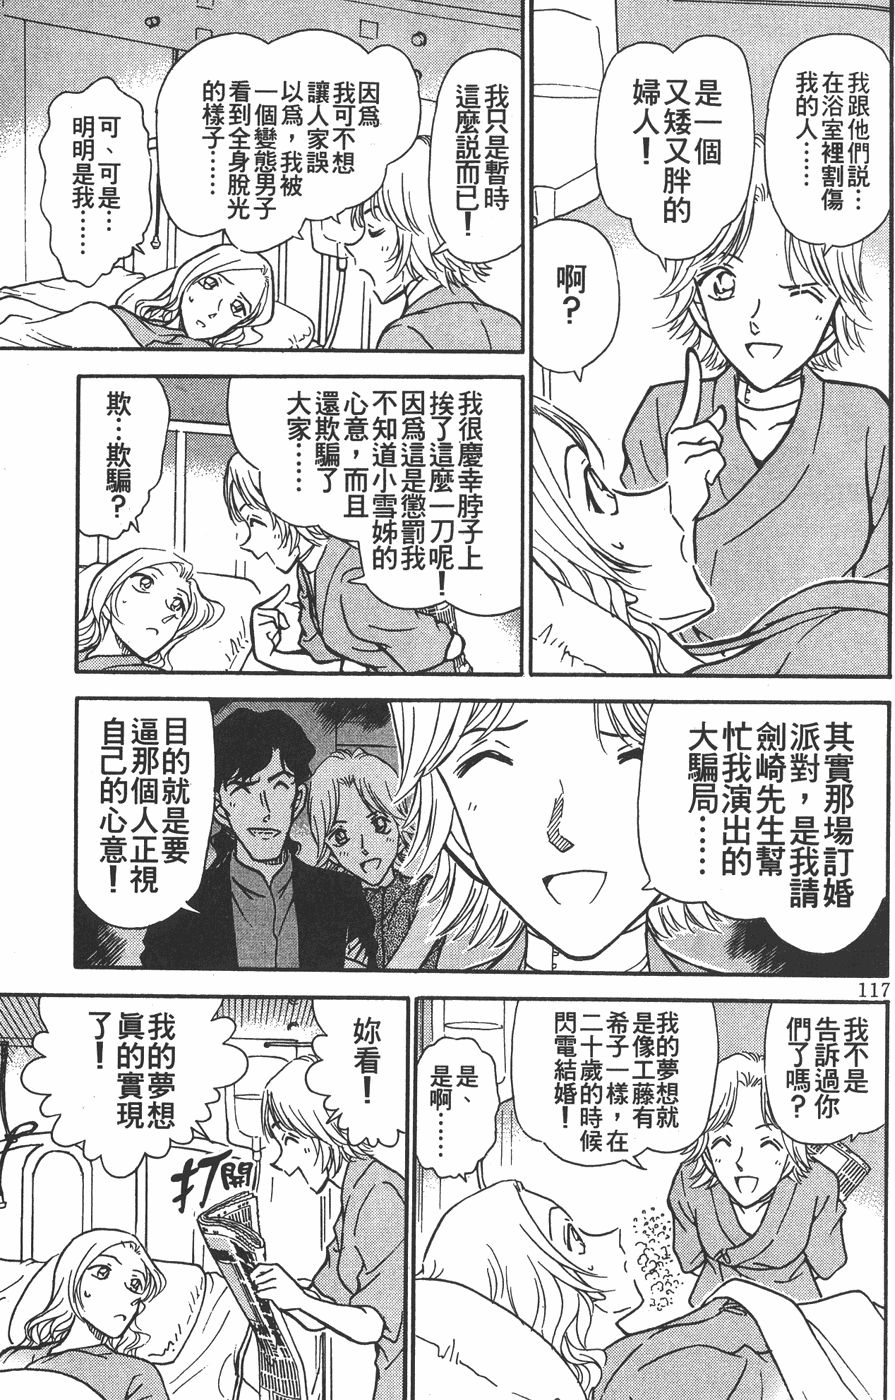 我跟他們説…
在浴室裡割傷
我的人……
是一個
又矮又胖的
婦人！
啊？
我只是暫時
這麼説而已！
因爲
我可不想
讓人家誤
以爲，我被
一個變態男子
看到全身脫光
的樣子……
可、可是…
明明是我……
我很慶幸脖子上
挨了這麼一刀呢！
因爲這是懲罰我
不知道小雪姊的
心意，而且
還欺騙了
大家……
欺…欺騙？
其實那場訂婚
派對，是我請
劍崎先生幫
忙我演出的
大騙局……
目的就是要
逼那個人正視
自己的心意！
117
我不是
告訴過你
們了嗎？
我的夢想就
是像工藤有
希子一樣，在
二十歲的時候
閃電結婚！
是、
是啊……
妳看！
打開
我的夢想
眞的實現
了！